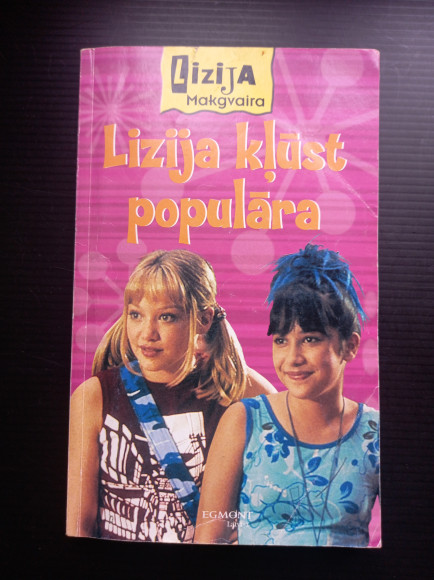 LIZIJA
Makgvaira
Lizija kļūst
populāra
EGMONT